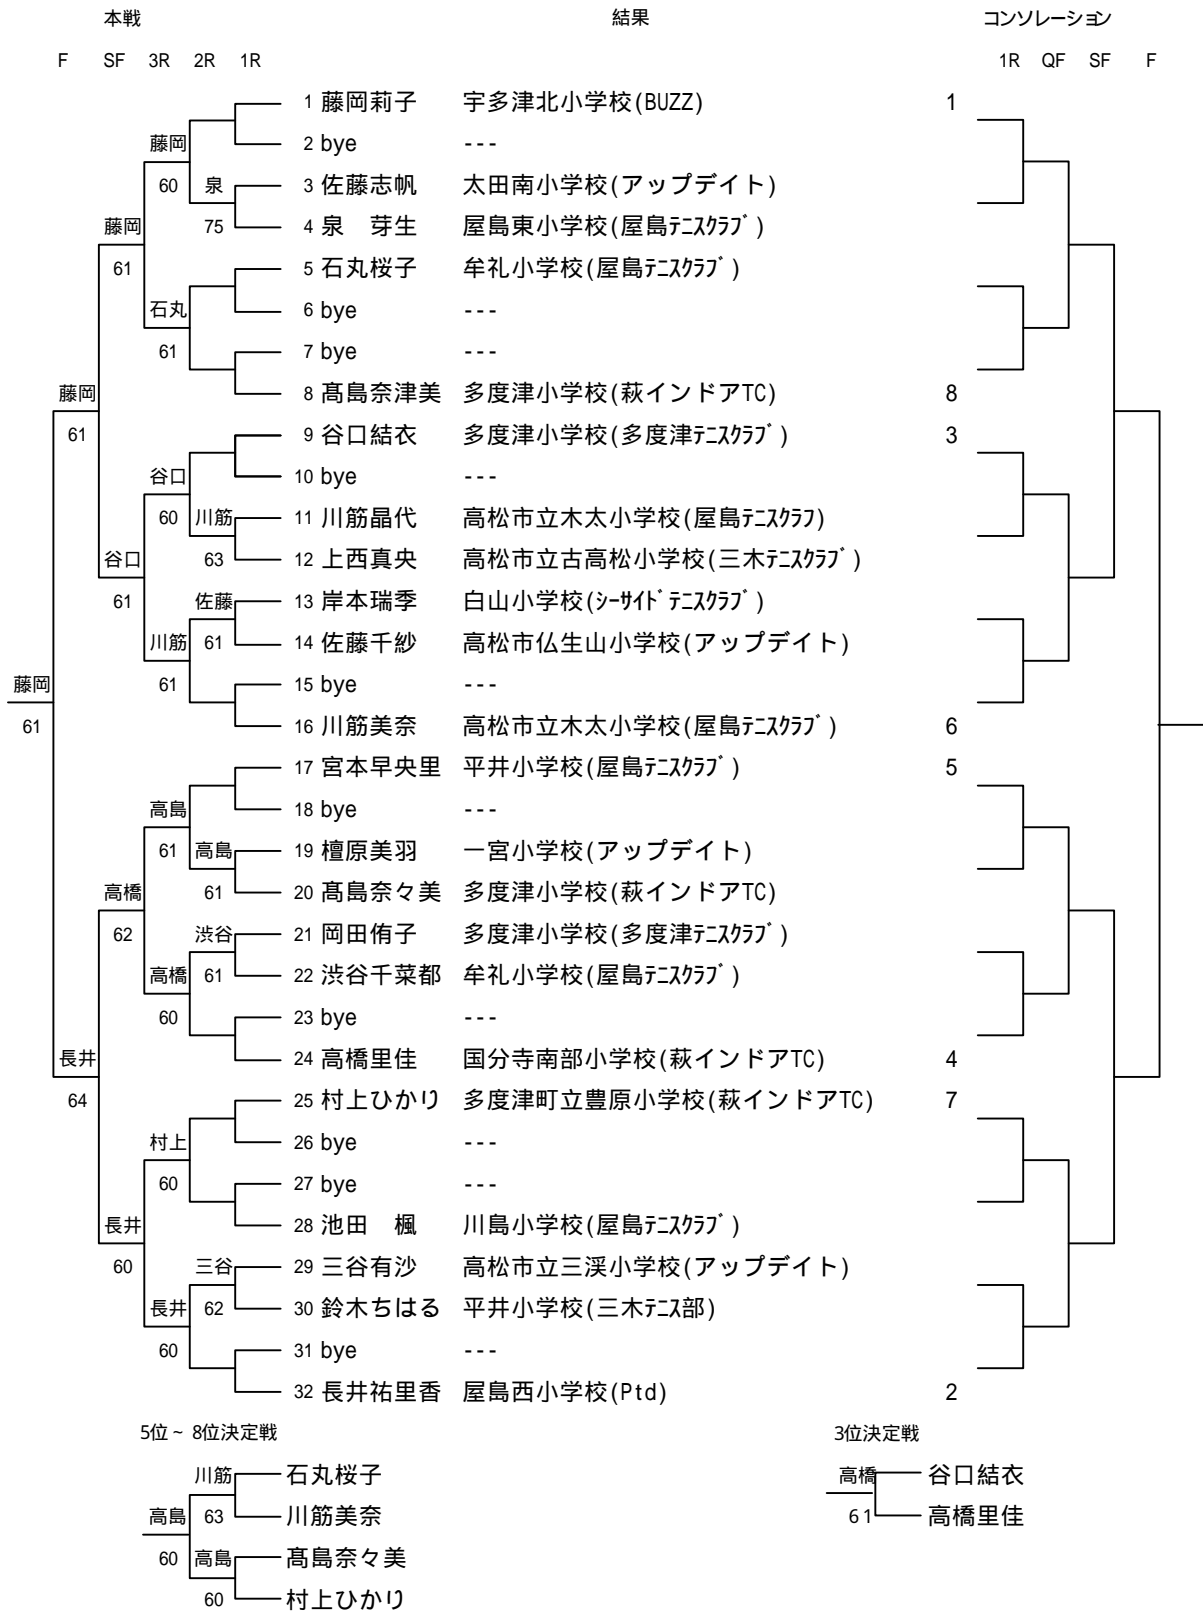 本戦 結果 コンソレーション
F SF 3R 2R 1R 1R QF SF F
1 藤岡莉子 宇多津北小学校(BUZZ) 1
藤岡 2 bye ---
60 泉 3 佐藤志帆 太田南小学校(アップデイト)
藤岡 75 4 泉 芽生 屋島東小学校(屋島ﾃﾆｽｸﾗﾌﾞ)
61 5 石丸桜子 牟礼小学校(屋島ﾃﾆｽｸﾗﾌﾞ)
石丸 6 bye ---
61 7 bye ---
藤岡 8 髙島奈津美 多度津小学校(萩インドアTC) 8
61 9 谷口結衣 多度津小学校(多度津ﾃﾆｽｸﾗﾌﾞ) 3
谷口 10 bye ---
60 川筋 11 川筋晶代 高松市立木太小学校(屋島ﾃﾆｽｸﾗﾌ)
谷口 63 12 上西真央 高松市立古高松小学校(三木ﾃﾆｽｸﾗﾌﾞ)
61 佐藤 13 岸本瑞季 白山小学校(ｼｰｻｲﾄﾞﾃﾆｽｸﾗﾌﾞ)
川筋 61 14 佐藤千紗 高松市仏生山小学校(アップデイト)
藤岡 61 15 bye ---
61 16 川筋美奈 高松市立木太小学校(屋島ﾃﾆｽｸﾗﾌﾞ) 6
17 宮本早央里 平井小学校(屋島ﾃﾆｽｸﾗﾌﾞ) 5
高島 18 bye ---
61 高島 19 檀原美羽 一宮小学校(アップデイト)
高橋 61 20 髙島奈々美 多度津小学校(萩インドアTC)
62 渋谷 21 岡田侑子 多度津小学校(多度津ﾃﾆｽｸﾗﾌﾞ)
高橋 61 22 渋谷千菜都 牟礼小学校(屋島ﾃﾆｽｸﾗﾌﾞ)
60 23 bye ---
長井 24 高橋里佳 国分寺南部小学校(萩インドアTC) 4
64 25 村上ひかり 多度津町立豊原小学校(萩インドアTC) 7
村上 26 bye ---
60 27 bye ---
長井 28 池田 楓 川島小学校(屋島ﾃﾆｽｸﾗﾌﾞ)
60 三谷 29 三谷有沙 高松市立三渓小学校(アップデイト)
長井 62 30 鈴木ちはる 平井小学校(三木ﾃﾆｽ部)
60 31 bye ---
32 長井祐里香 屋島西小学校(Ptd) 2
5位~8位決定戦 3位決定戦
川筋 石丸桜子 高橋 谷口結衣
高島 63 川筋美奈 61 高橋里佳
60 高島 髙島奈々美
60 村上ひかり